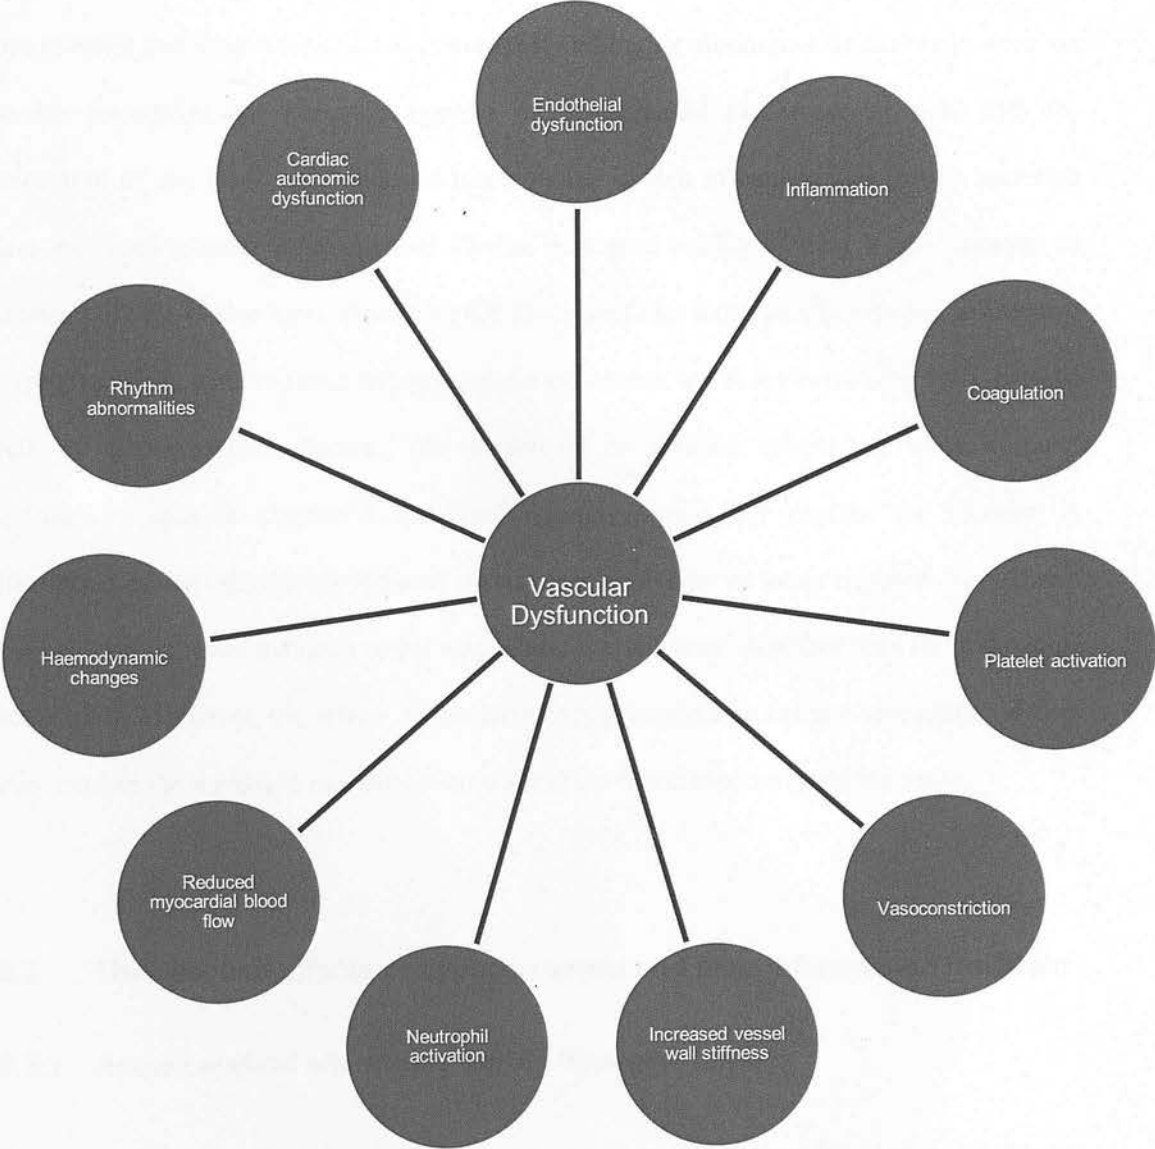 Endothelial
dysfunction
Inflammation
Coagulation
Platelet activation
Vasoconstriction
Increased vessel
wall stiffness
Neutrophil
activation
Reduced
myocardial blood
flow
Haemodynamic
changes
Rhythm
abnormalities
Cardiac
autonomic
dysfunction
Vascular
Dysfunction